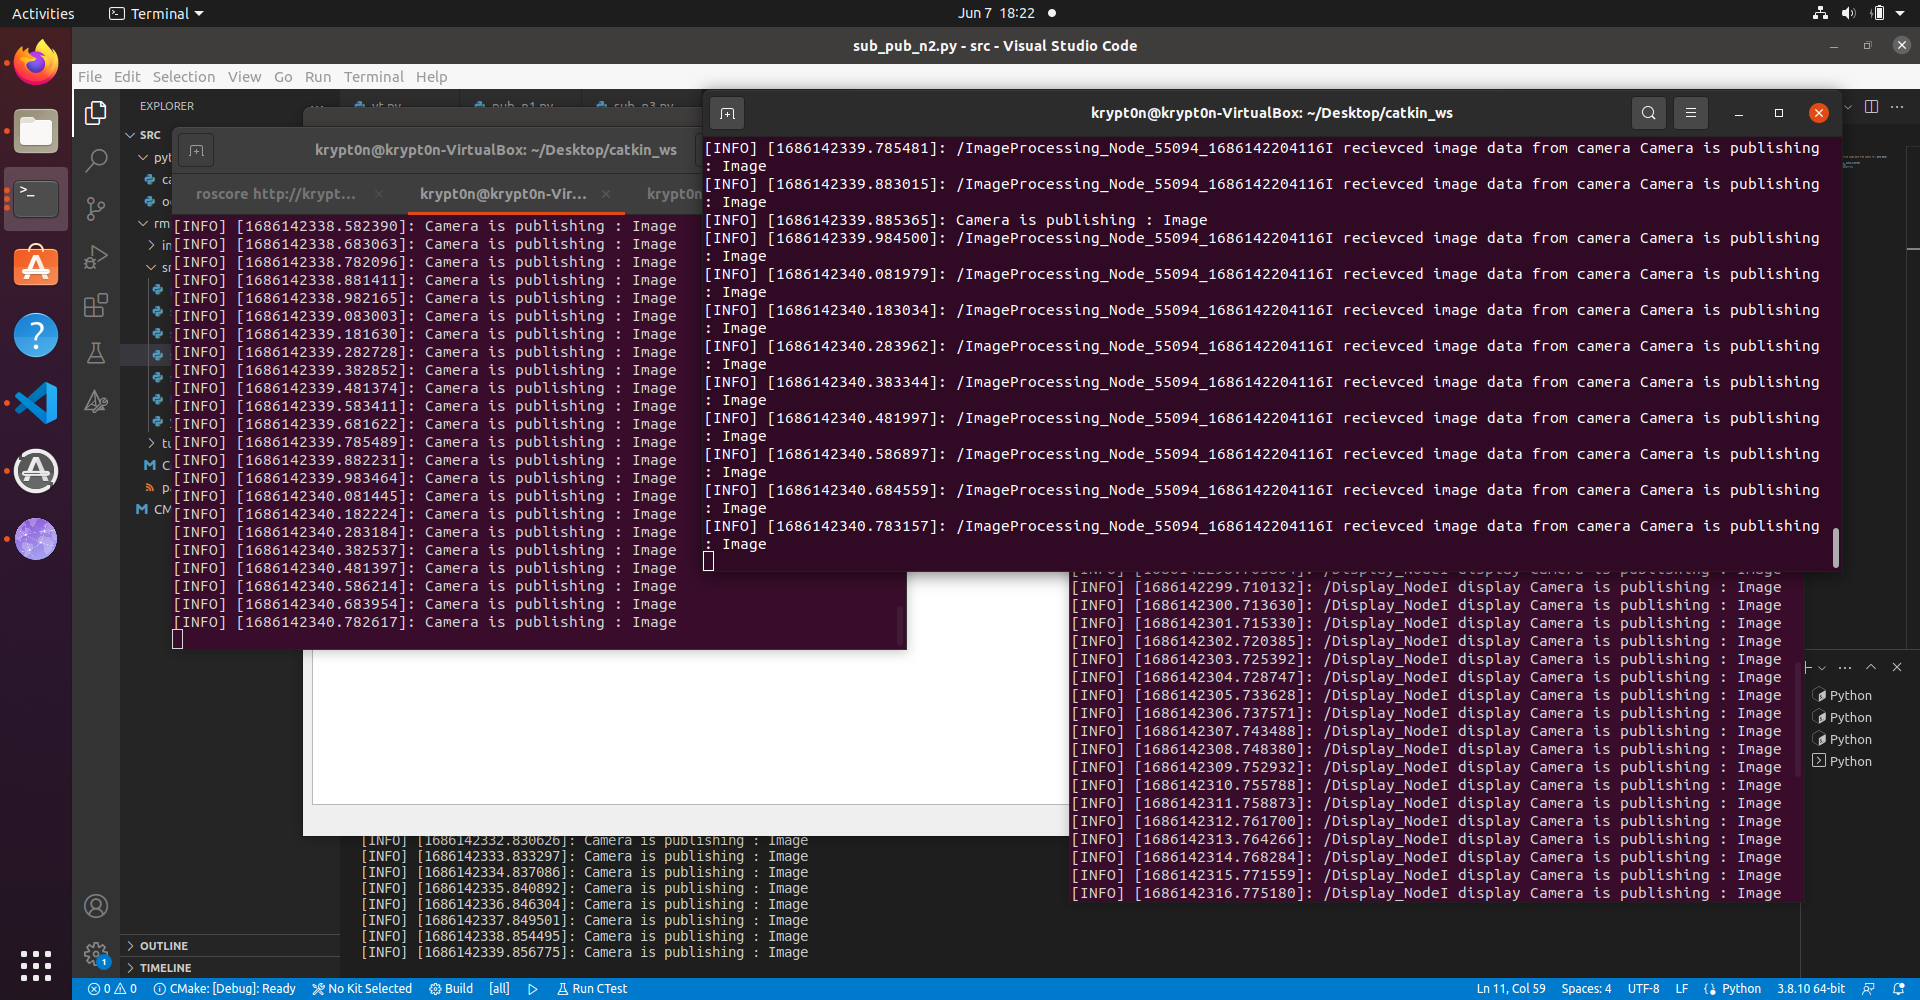 Activities
Terminal
Jun 7 18:22
sub_pub_n2.py - src - Visual Studio Code
File Edit Selection View Go Run Terminal Help
EXPLORER
SRC
rm
OUTLINE
TIMELINE
krypt0n@krypt0n-VirtualBox: ~/Desktop/catkin_ws
roscore http://krypt...
krypt0n@krypt0n-Vir...
krypt0n
[INFO] [1686142338.582390]: Camera is publishing : Image
[INFO] [1686142338.683063]: Camera is publishing : Image
[INFO] [1686142338.782096]: Camera is publishing : Image
[INFO] [1686142338.881411]: Camera is publishing : Image
[INFO] [1686142338.982165]: Camera is publishing : Image
[INFO] [1686142339.083003]: Camera is publishing : Image
[INFO] [1686142339.181630]: Camera is publishing : Image
[INFO] [1686142339.282728]: Camera is publishing : Image
[INFO] [1686142339.382852]: Camera is publishing : Image
[INFO] [1686142339.481374]: Camera is publishing : Image
[INFO] [1686142339.583411]: Camera is publishing : Image
[INFO] [1686142339.681622]: Camera is publishing : Image
[INFO] [1686142339.785489]: Camera is publishing : Image
[INFO] [1686142339.882231]: Camera is publishing : Image
[INFO] [1686142339.983464]: Camera is publishing : Image
[INFO] [1686142340.081445]: Camera is publishing : Image
[INFO] [1686142340.182224]: Camera is publishing : Image
[INFO] [1686142340.283184]: Camera is publishing : Image
[INFO] [1686142340.382537]: Camera is publishing : Image
[INFO] [1686142340.481397]: Camera is publishing : Image
[INFO] [1686142340.586214]: Camera is publishing : Image
[INFO] [1686142340.683954]: Camera is publishing : Image
[INFO] [1686142340.782617]: Camera is publishing : Image
krypt0n@krypt0n-VirtualBox: ~/Desktop/catkin_ws
[INFO] [1686142339.785481]: /ImageProcessing_Node_55094_1686142204116I recievced image data from camera Camera is publishing
: Image
[INFO] [1686142339.883015]: /ImageProcessing_Node_55094_1686142204116I recievced image data from camera Camera is publishing
: Image
[INFO] [1686142339.885365]: Camera is publishing : Image
[INFO] [1686142339.984500]: /ImageProcessing_Node_55094_1686142204116I recievced image data from camera Camera is publishing
: Image
[INFO] [1686142340.081979]: /ImageProcessing_Node_55094_1686142204116I recievced image data from camera Camera is publishing
: Image
[INFO] [1686142340.183034]: /ImageProcessing_Node_55094_1686142204116I recievced image data from camera Camera is publishing
: Image
[INFO] [1686142340.283962]: /ImageProcessing_Node_55094_1686142204116I recievced image data from camera Camera is publishing
: Image
[INFO] [1686142340.383344]: /ImageProcessing_Node_55094_1686142204116I recievced image data from camera Camera is publishing
: Image
[INFO] [1686142340.481997]: /ImageProcessing_Node_55094_1686142204116I recievced image data from camera Camera is publishing
: Image
[INFO] [1686142340.586897]: /ImageProcessing_Node_55094_1686142204116I recievced image data from camera Camera is publishing
: Image
[INFO] [1686142340.684559]: /ImageProcessing_Node_55094_1686142204116I recievced image data from camera Camera is publishing
: Image
[INFO] [1686142340.783157]: /ImageProcessing_Node_55094_1686142204116I recievced image data from camera Camera is publishing
: Image
[INFO] [1686142299.710132]: /Display_NodeI display Camera is publishing : Image
[INFO] [1686142300.713630]: /Display_NodeI display Camera is publishing : Image
[INFO] [1686142301.715330]: /Display_NodeI display Camera is publishing : Image
[INFO] [1686142302.720385]: /Display_NodeI display Camera is publishing : Image
[INFO] [1686142303.725392]: /Display_NodeI display Camera is publishing : Image
[INFO] [1686142304.728747]: /Display_NodeI display Camera is publishing : Image
[INFO] [1686142305.733628]: /Display_NodeI display Camera is publishing : Image
[INFO] [1686142306.737571]: /Display_NodeI display Camera is publishing : Image
[INFO] [1686142307.743488]: /Display_NodeI display Camera is publishing : Image
[INFO] [1686142308.748380]: /Display_NodeI display Camera is publishing : Image
[INFO] [1686142309.752932]: /Display_NodeI display Camera is publishing : Image
[INFO] [1686142310.755788]: /Display_NodeI display Camera is publishing : Image
[INFO] [1686142311.758873]: /Display_NodeI display Camera is publishing : Image
[INFO] [1686142312.761700]: /Display_NodeI display Camera is publishing : Image
[INFO] [1686142313.764266]: /Display_NodeI display Camera is publishing : Image
[INFO] [1686142314.768284]: /Display_NodeI display Camera is publishing : Image
[INFO] [1686142315.771559]: /Display_NodeI display Camera is publishing : Image
[INFO] [1686142316.775180]: /Display_NodeI display Camera is publishing : Image
Python
Python
Python
Python
[INFO] [1686142332.830626]: Camera is publishing : Image
[INFO] [1686142333.833297]: Camera is publishing : Image
[INFO] [1686142334.837086]: Camera is publishing : Image
[INFO] [1686142335.840892]: Camera is publishing : Image
[INFO] [1686142336.846304]: Camera is publishing : Image
[INFO] [1686142337.849501]: Camera is publishing : Image
[INFO] [1686142338.854495]: Camera is publishing : Image
[INFO] [1686142339.856775]: Camera is publishing : Image
0 0 CMake: [Debug]: Ready No Kit Selected Build [all] Run CTest Ln 11, Col 59 Spaces: 4 UTF-8 LF Python 3.8.10 64-bit